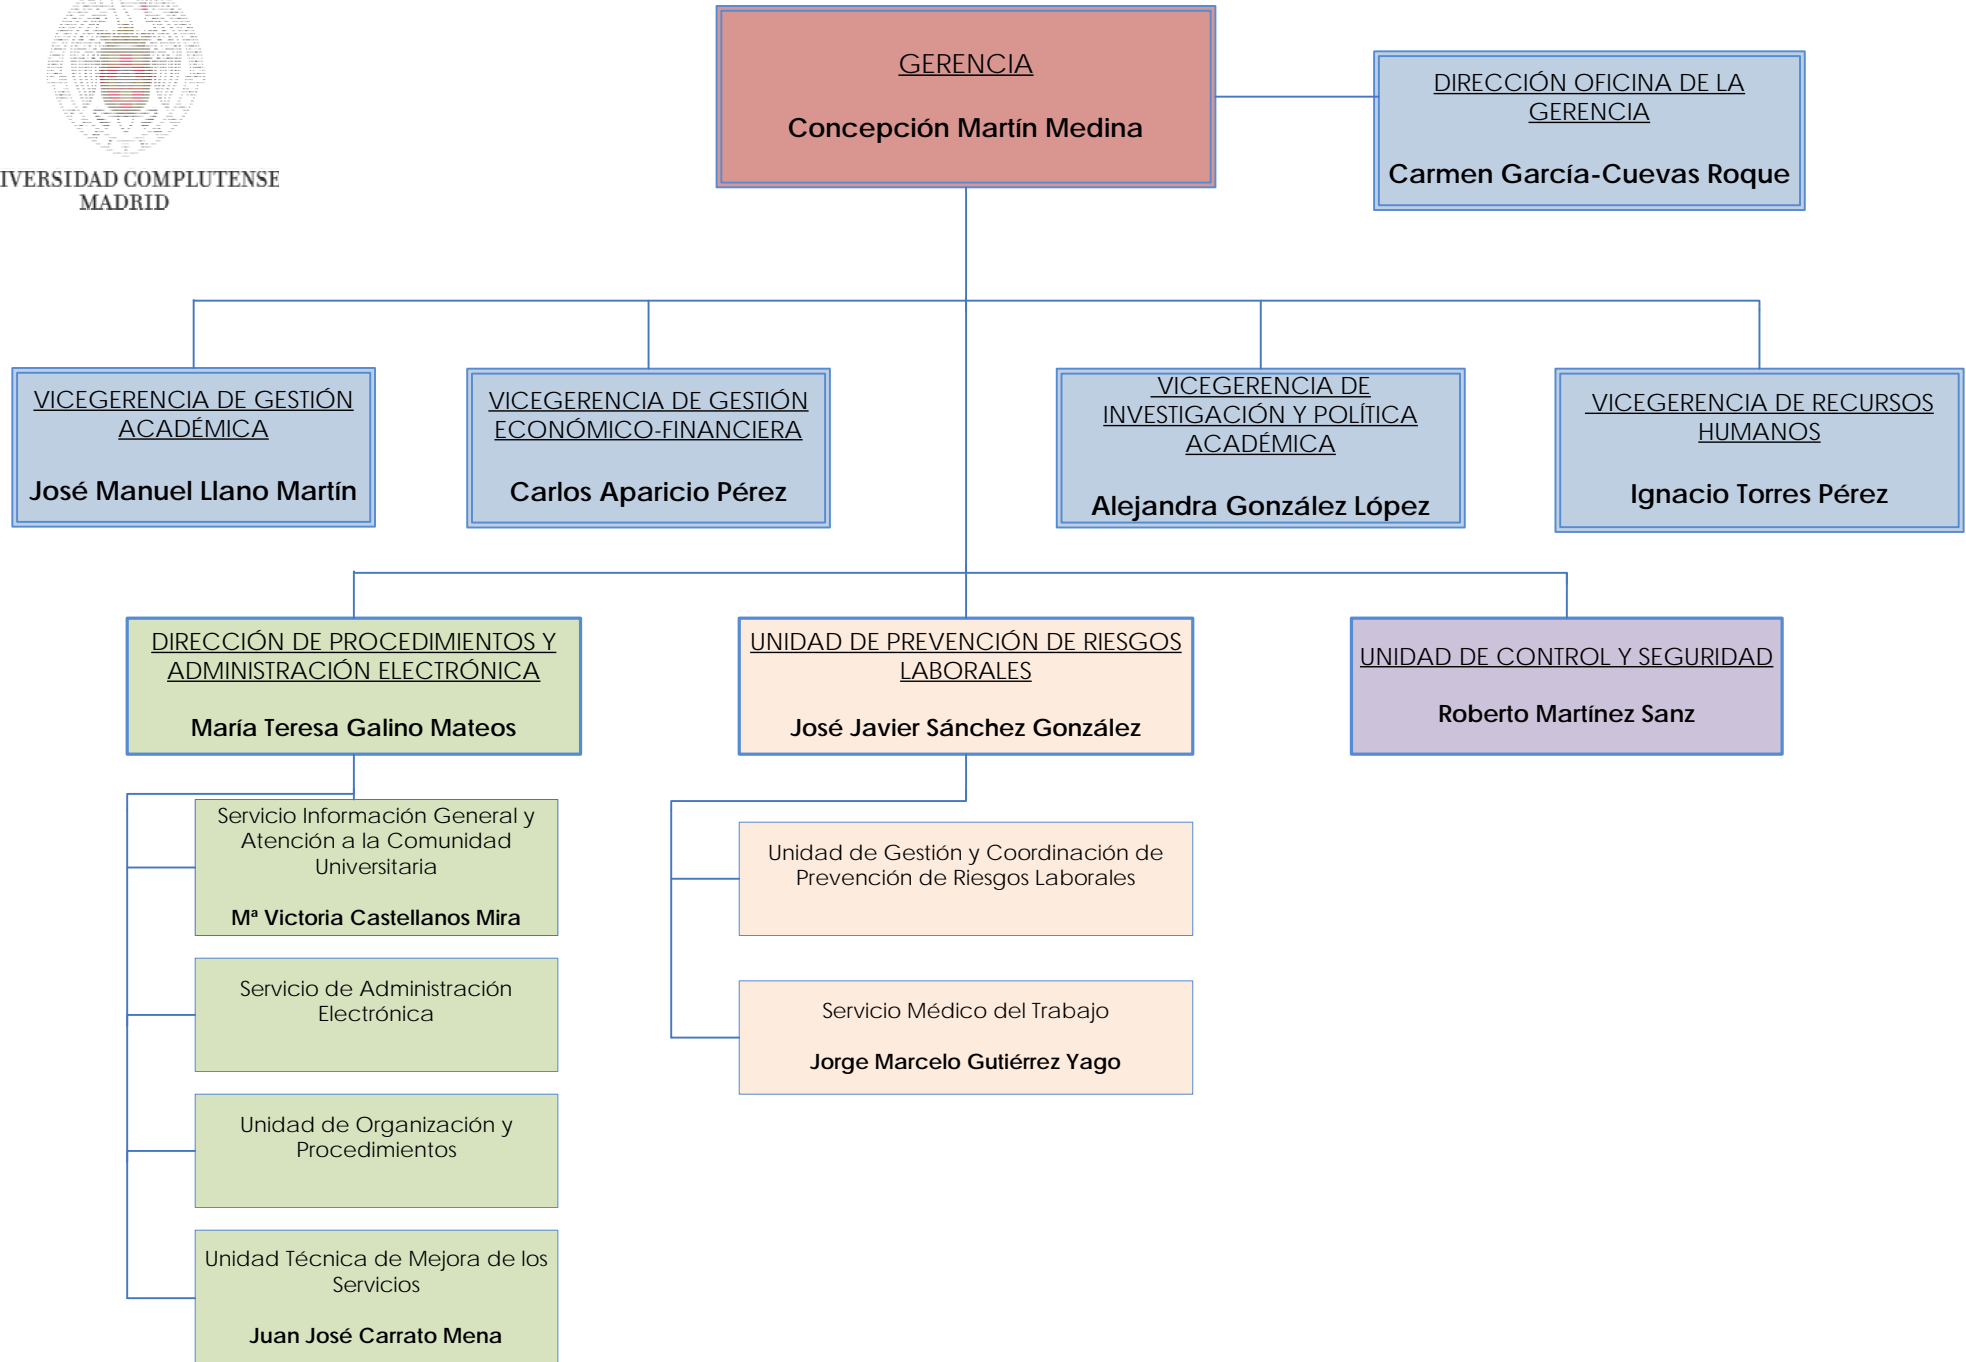 IVERSIDAD COMPLUTENSE
MADRID
GERENCIA
Concepción Martín Medina
DIRECCIÓN OFICINA DE LA
GERENCIA
Carmen García-Cuevas Roque
VICEGERENCIA DE GESTIÓN
ACADÉMICA
José Manuel Llano Martín
VICEGERENCIA DE GESTIÓN
ECONÓMICO-FINANCIERA
Carlos Aparicio Pérez
VICEGERENCIA DE
INVESTIGACIÓN Y POLÍTICA
ACADÉMICA
Alejandra González López
VICEGERENCIA DE RECURSOS
HUMANOS
Ignacio Torres Pérez
DIRECCIÓN DE PROCEDIMIENTOS Y
ADMINISTRACIÓN ELECTRÓNICA
María Teresa Galino Mateos
UNIDAD DE PREVENCIÓN DE RIESGOS
LABORALES
José Javier Sánchez González
UNIDAD DE CONTROL Y SEGURIDAD
Roberto Martínez Sanz
Servicio Información General y
Atención a la Comunidad
Universitaria
Mª Victoria Castellanos Mira
Servicio de Administración
Electrónica
Unidad de Organización y
Procedimientos
Unidad Técnica de Mejora de los
Servicios
Juan José Carrato Mena
Unidad de Gestión y Coordinación de
Prevención de Riesgos Laborales
Servicio Médico del Trabajo
Jorge Marcelo Gutiérrez Yago